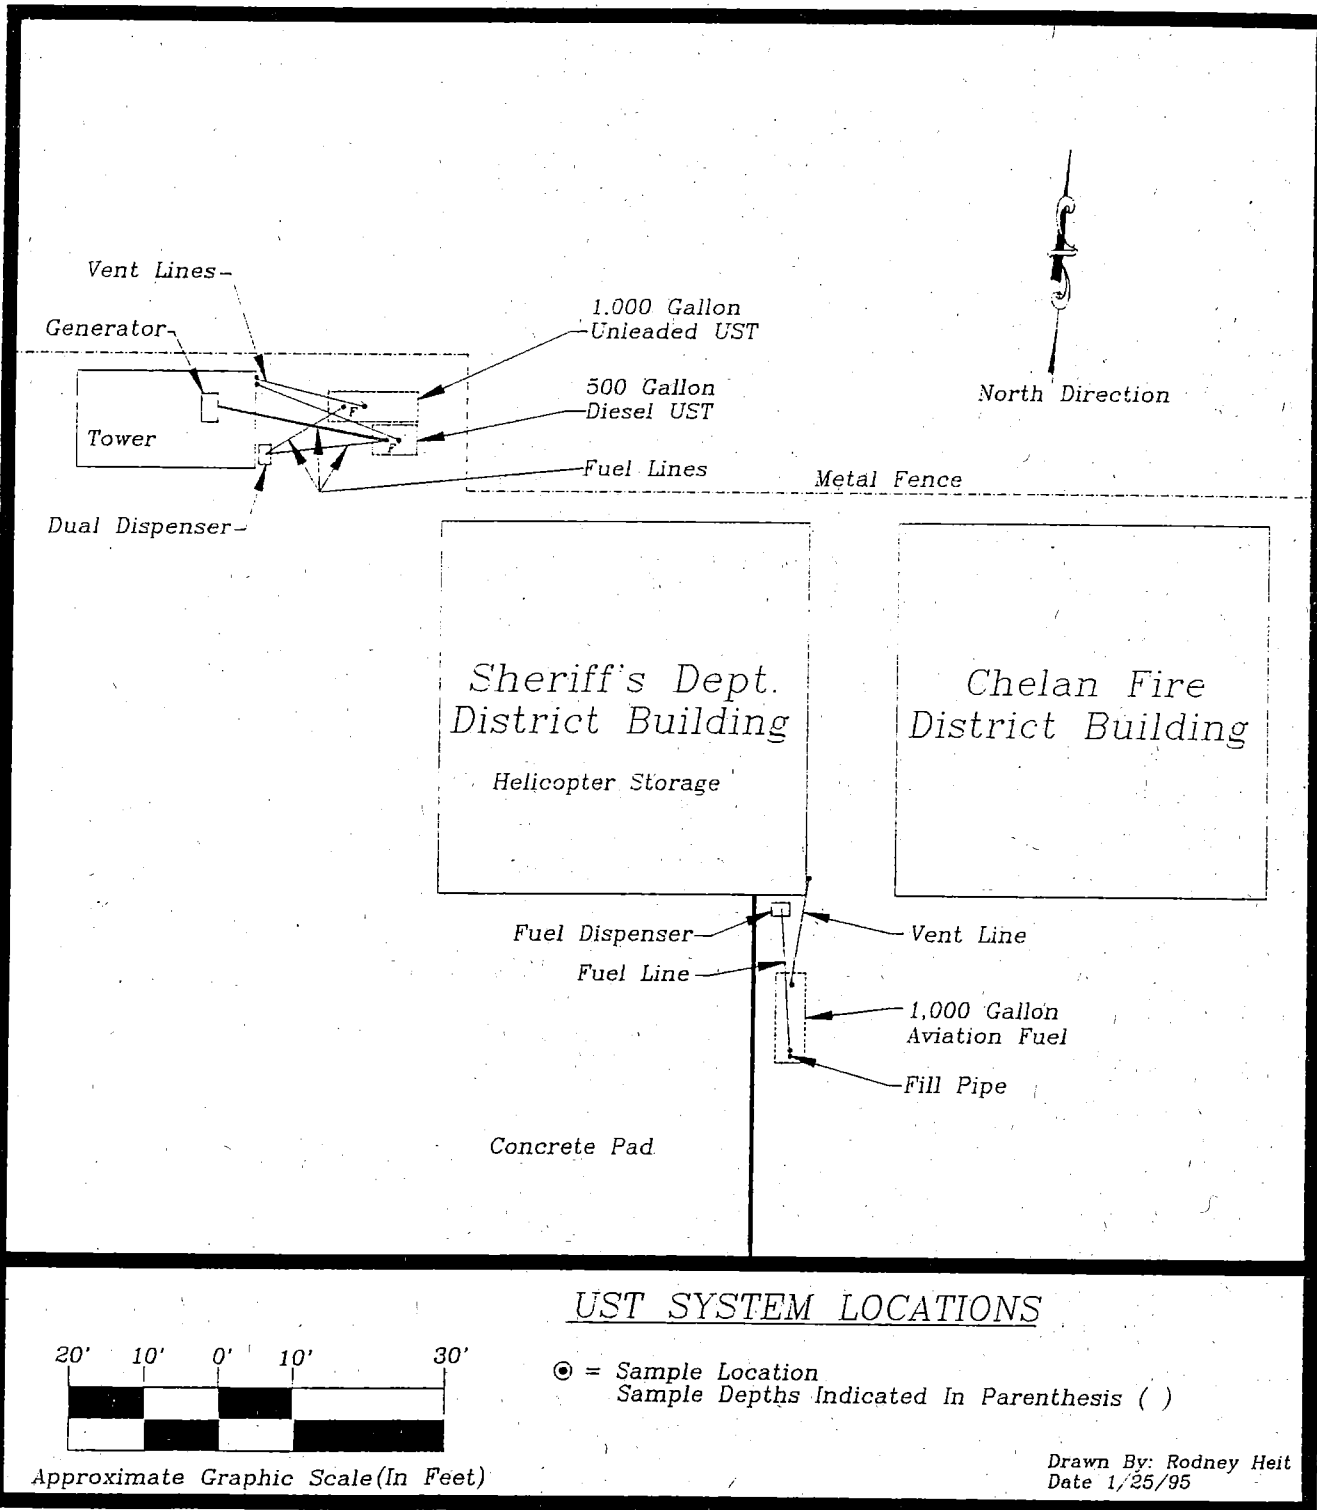 Vent Lines
Generator
1.000 Gallon
Unleaded UST
500 Gallon
Diesel UST
F
F
North Direction
Tower
Fuel Lines
Metal Fence
Dual Dispenser
Sheriff's Dept.
District Building
Helicopter Storage
Chelan Fire
District Building
Fuel Dispenser
Vent Line
Fuel Line
1,000 Gallon
Aviation Fuel
Fill Pipe
Concrete Pad
UST SYSTEM LOCATIONS
20' 10' 0' 10' 30'
= Sample Location
Sample Depths Indicated In Parenthesis ( )
Approximate Graphic Scale(In Feet)
Drawn By: Rodney Heit
Date 1/25/95